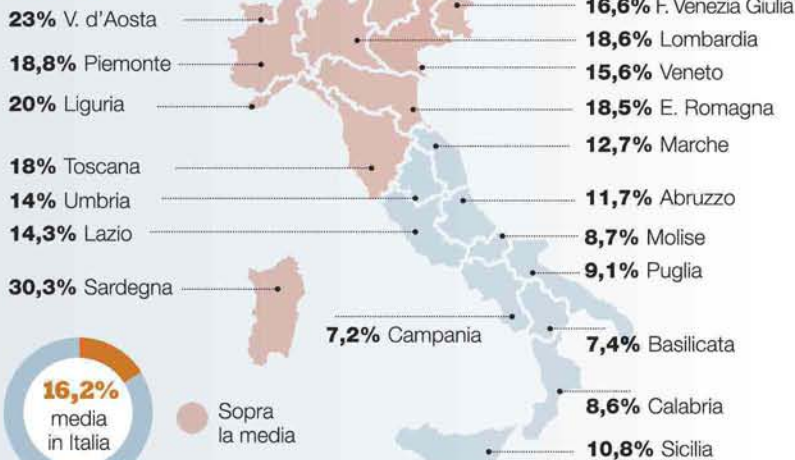 23% V. d'Aosta
18,8% Piemonte
20% Liguria
18% Toscana
14% Umbria
14,3% Lazio
30,3% Sardegna
16,6% F. Venezia Giulia
18,6% Lombardia
15,6% Veneto
18,5% E. Romagna
12,7% Marche
11,7% Abruzzo
8,7% Molise
9,1% Puglia
7,2% Campania
7,4% Basilicata
8,6% Calabria
10,8% Sicilia
16,2%
media
in Italia
Sopra
la media